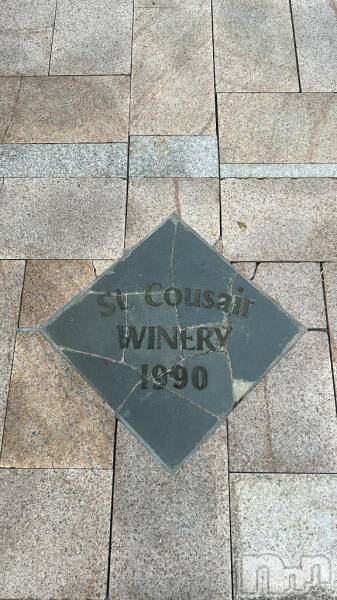 St. Cousair
WINERY
1990
n+n